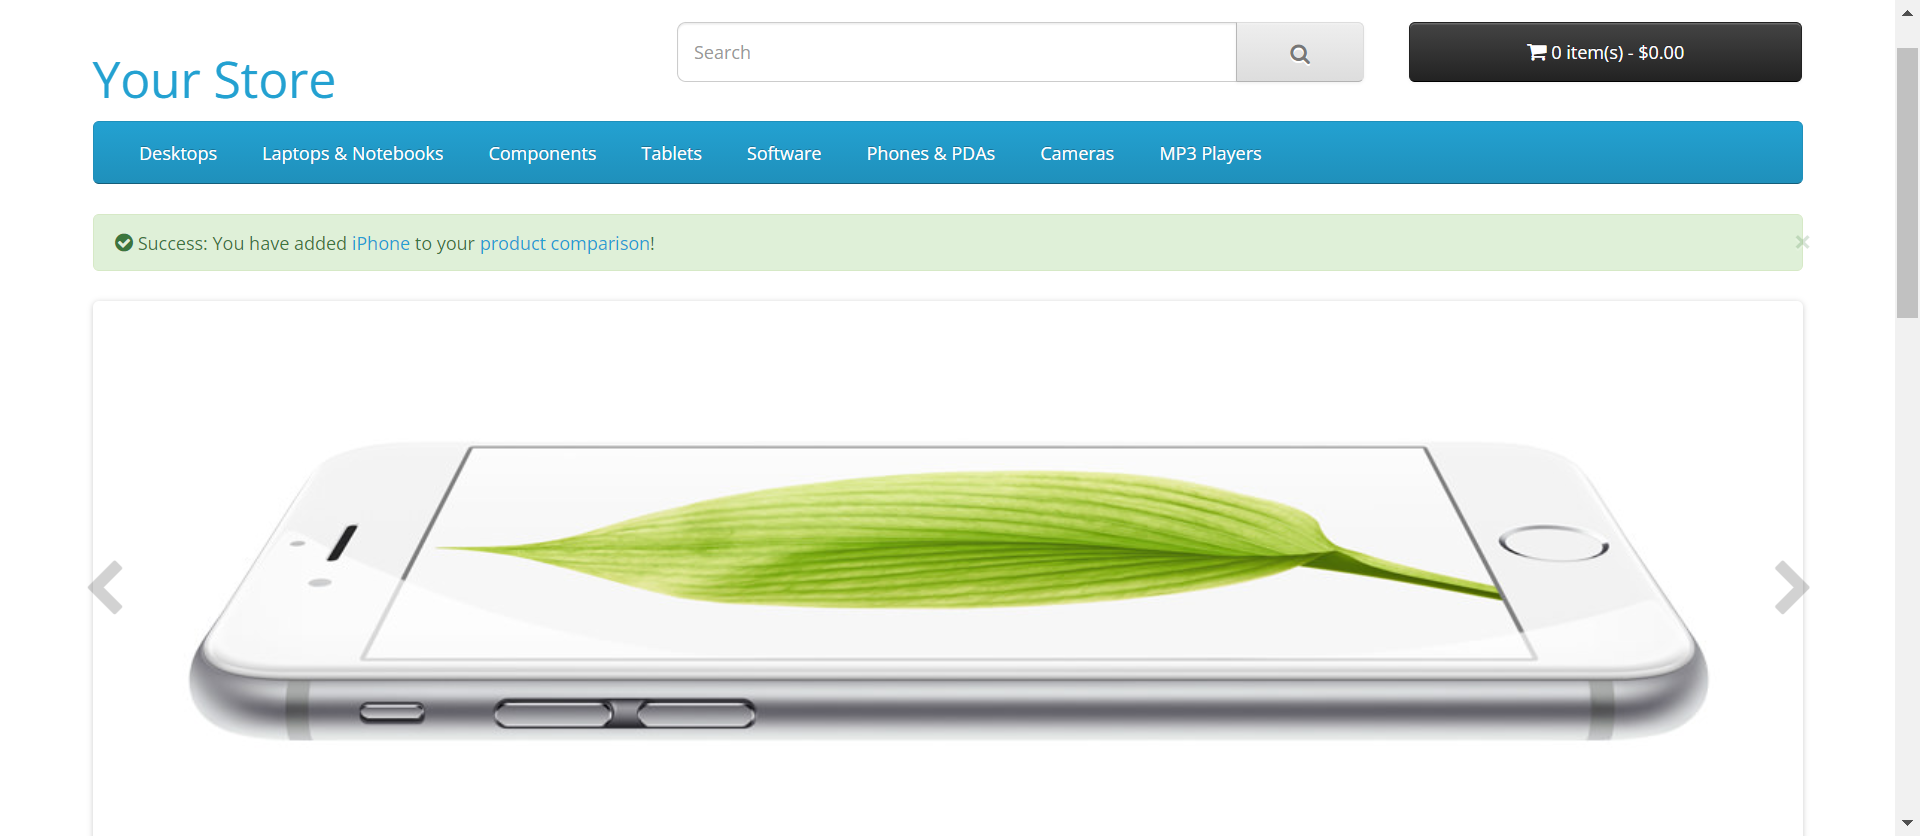 Your Store
Search
0 item(s) - $0.00
Desktops Laptops & Notebooks Components Tablets Software Phones & PDAs Cameras MP3 Players
Success: You have added iPhone to your product comparison!
×